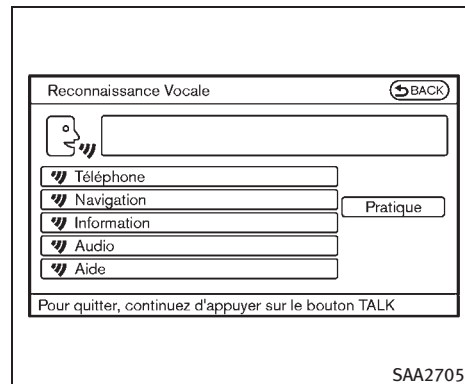 Reconnaissance Vocale
BACK
Téléphone
Navigation
Information
Audio
Aide
Pratique
Pour quitter, continuez d'appuyer sur le bouton TALK
SAA2705